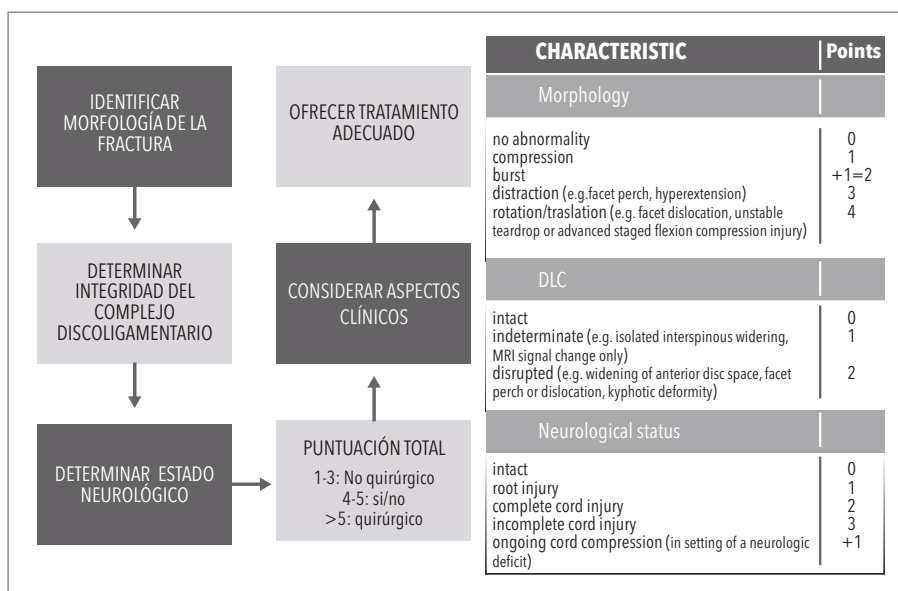 IDENTIFICAR
MORFOLOGÍA DE LA
FRACTURA
DETERMINAR
INTEGRIDAD DEL
COMPLEJO
DISCOLIGAMENTARIO
DETERMINAR ESTADO
NEUROLÓGICO
PUNTUACIÓN TOTAL
1-3: No quirúrgico
4-5: si/no
>5: quirúrgico
CONSIDERAR ASPECTOS
CLÍNICOS
OFRECER TRATAMIENTO
ADECUADO
CHARACTERISTIC Points
Morphology
no abnormality 0
compression 1
burst +1=2
distraction (e.g.facet perch, hyperextension) 3
rotation/traslation (e.g. facet dislocation, unstable 4
teardrop or advanced staged flexion compression injury)
DLC
intact 0
indeterminate (e.g. isolated interspinous widering, 1
MRI signal change only)
disrupted (e.g. widening of anterior disc space, facet 2
perch or dislocation, kyphotic deformity)
Neurological status
intact 0
root injury 1
complete cord injury 2
incomplete cord injury 3
ongoing cord compression (in setting of a neurologic +1
deficit)